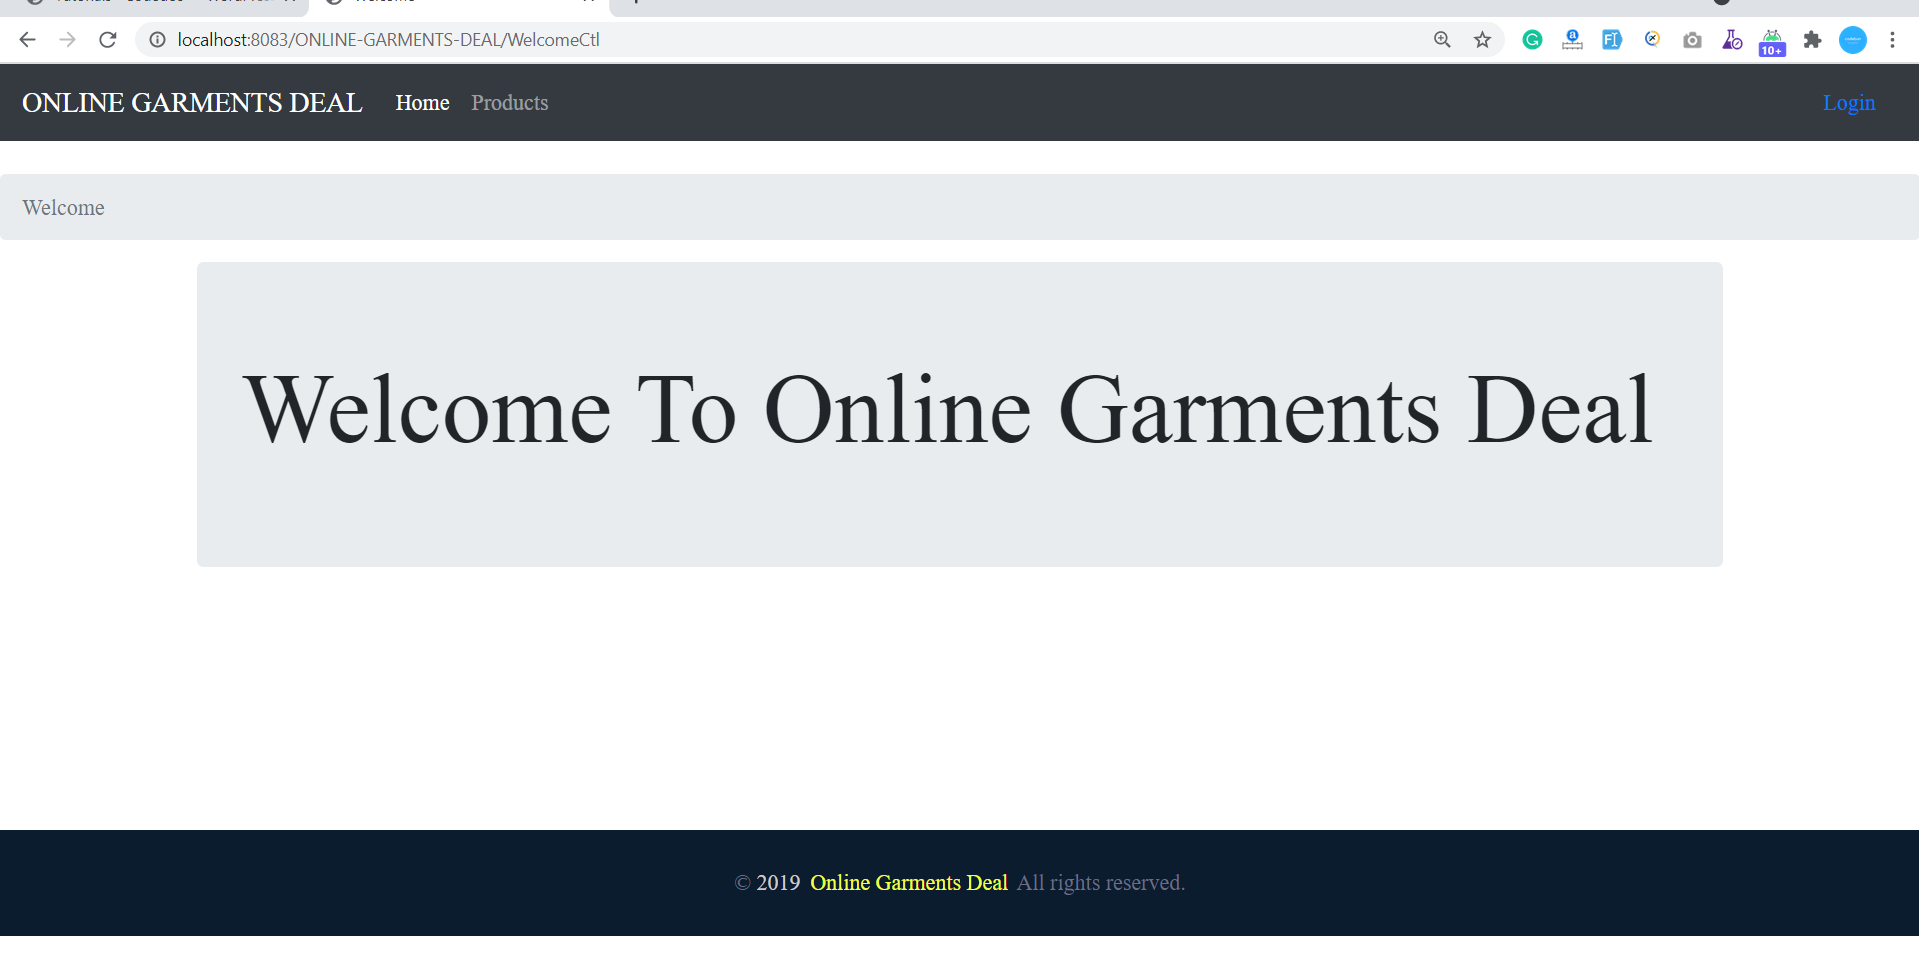 localhost:8083/ONLINE-GARMENTS-DEAL/WelcomeCtl
10+
ONLINE GARMENTS DEAL Home Products Login
Welcome
Welcome To Online Garments Deal
© 2019 Online Garments Deal All rights reserved.